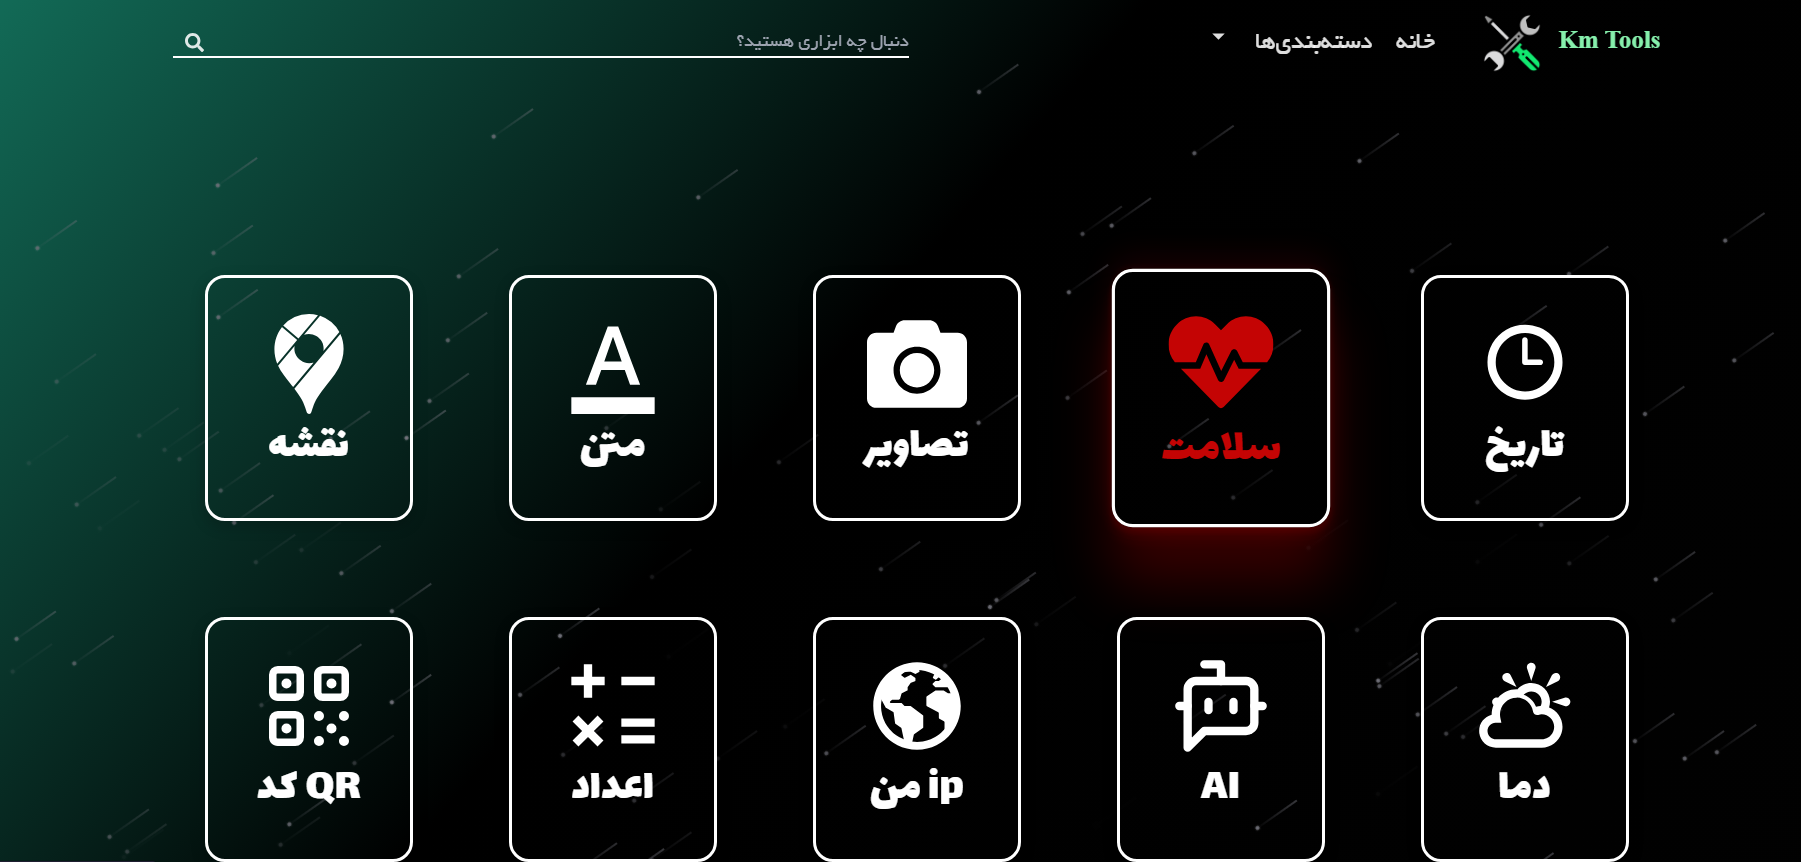 Km Tools
خانه
دسته‌بندی‌ها
دنبال چه ابزاری هستید؟
تاریخ
سلامت
تصاویر
متن
نقشه
دما
AI
ip من
اعداد
QR کد